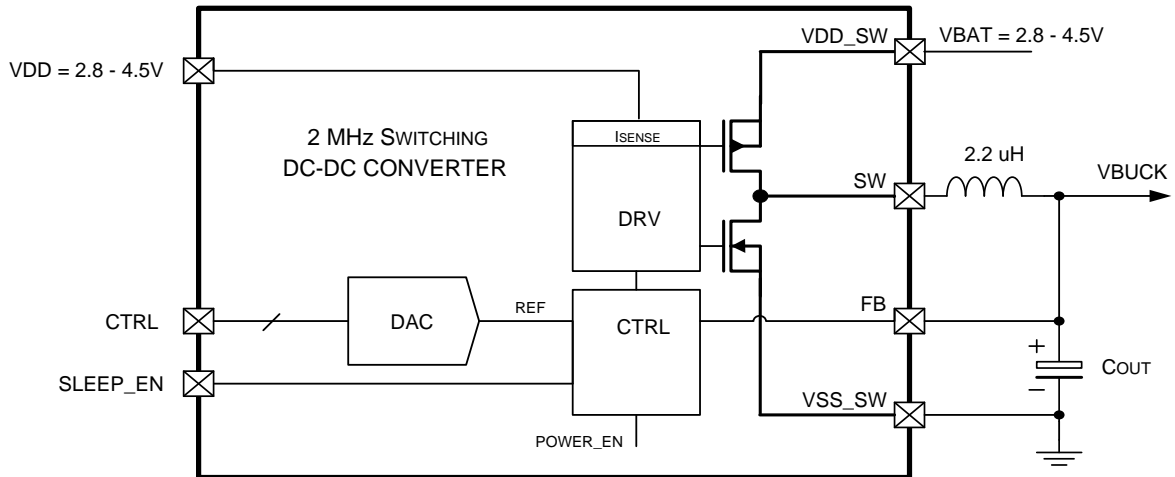 VDD_SW
VBAT = 2.8 - 4.5V
VDD = 2.8 - 4.5V
2 MHz SWITCHING
DC-DC CONVERTER
ISENSE
DRV
SW
2.2 uH
VBUCK
CTRL
DAC
REF
CTRL
FB
SLEEP_EN
+
−
COUT
VSS_SW
POWER_EN